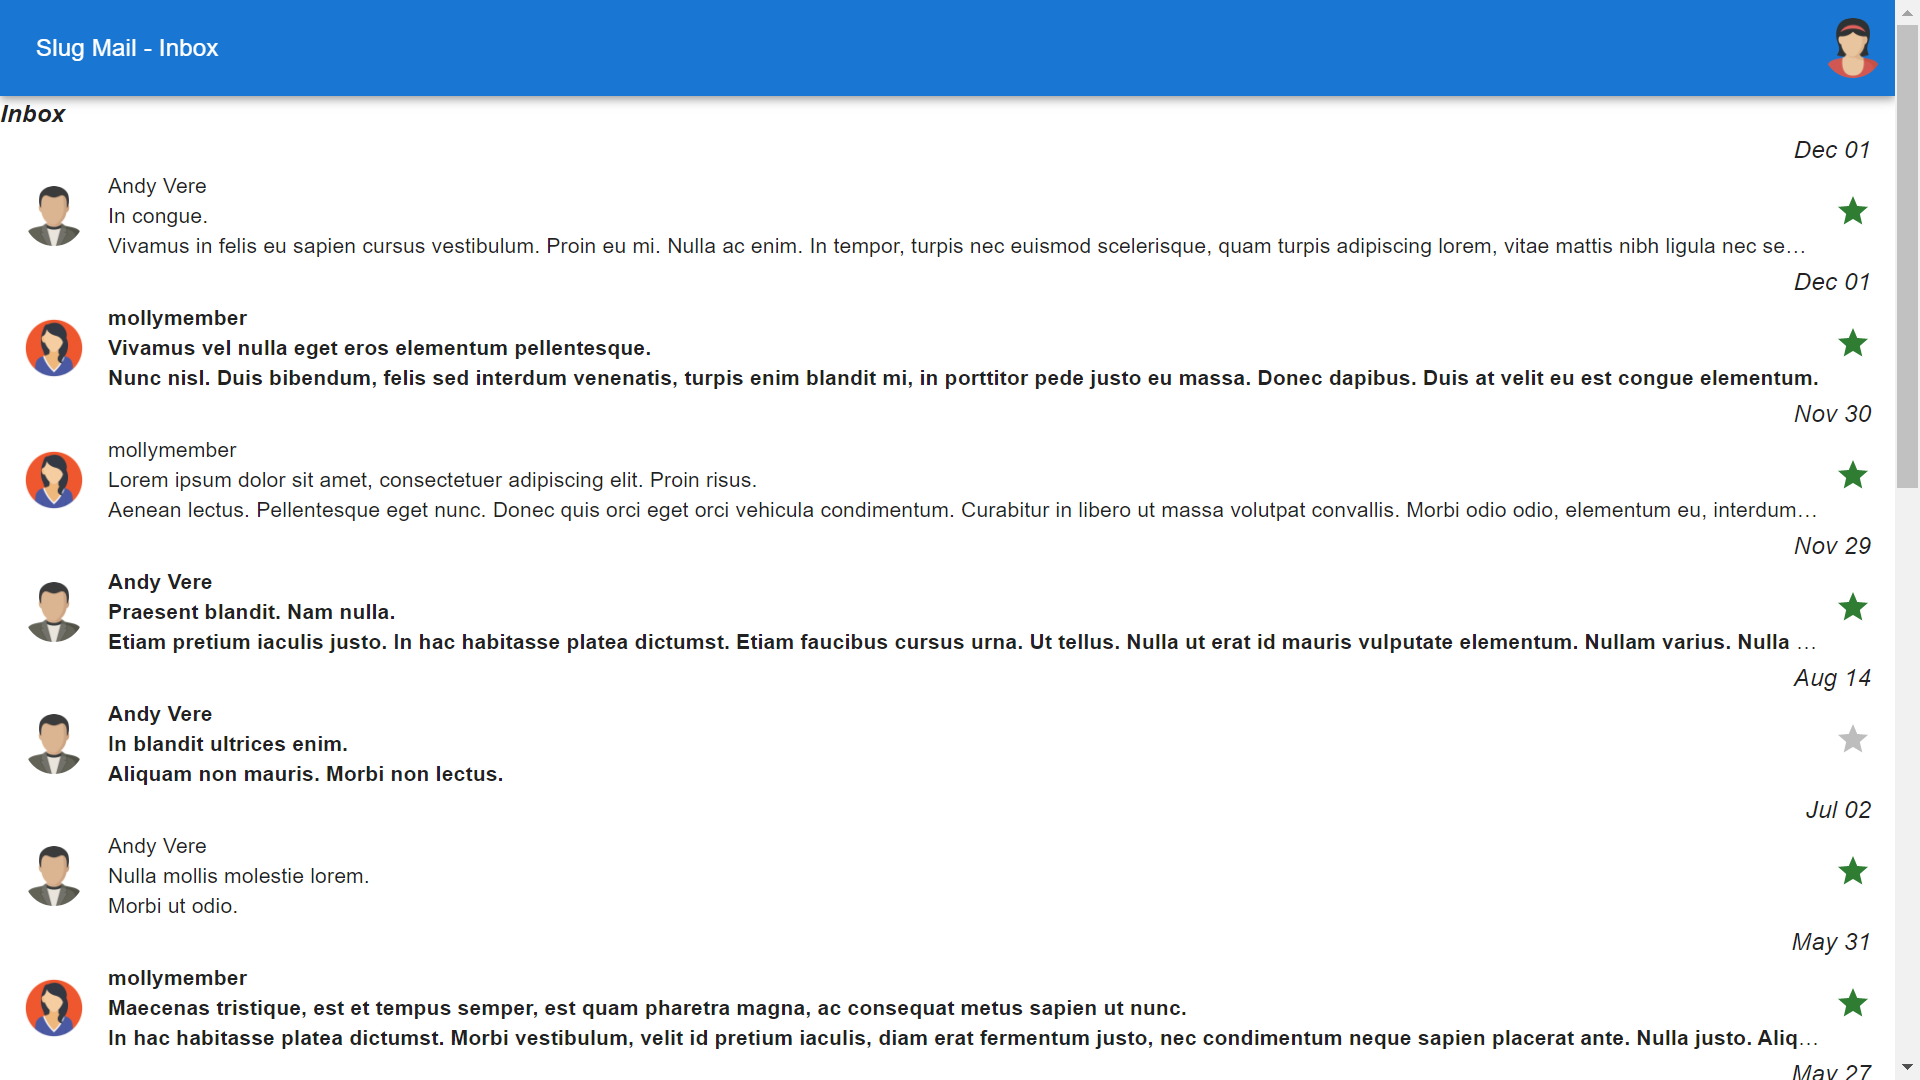 Slug Mail - Inbox
Inbox
Dec 01
Andy Vere
In congue.
Vivamus in felis eu sapien cursus vestibulum. Proin eu mi. Nulla ac enim. In tempor, turpis nec euismod scelerisque, quam turpis adipiscing lorem, vitae mattis nibh ligula nec se…
Dec 01
mollymember
Vivamus vel nulla eget eros elementum pellentesque.
Nunc nisl. Duis bibendum, felis sed interdum venenatis, turpis enim blandit mi, in porttitor pede justo eu massa. Donec dapibus. Duis at velit eu est congue elementum.
Nov 30
mollymember
Lorem ipsum dolor sit amet, consectetuer adipiscing elit. Proin risus.
Aenean lectus. Pellentesque eget nunc. Donec quis orci eget orci vehicula condimentum. Curabitur in libero ut massa volutpat convallis. Morbi odio odio, elementum eu, interdum…
Nov 29
Andy Vere
Praesent blandit. Nam nulla.
Etiam pretium iaculis justo. In hac habitasse platea dictumst. Etiam faucibus cursus urna. Ut tellus. Nulla ut erat id mauris vulputate elementum. Nullam varius. Nulla …
Aug 14
Andy Vere
In blandit ultrices enim.
Aliquam non mauris. Morbi non lectus.
Jul 02
Andy Vere
Nulla mollis molestie lorem.
Morbi ut odio.
May 31
mollymember
Maecenas tristique, est et tempus semper, est quam pharetra magna, ac consequat metus sapien ut nunc.
In hac habitasse platea dictumst. Morbi vestibulum, velit id pretium iaculis, diam erat fermentum justo, nec condimentum neque sapien placerat ante. Nulla justo. Aliq…
May 27